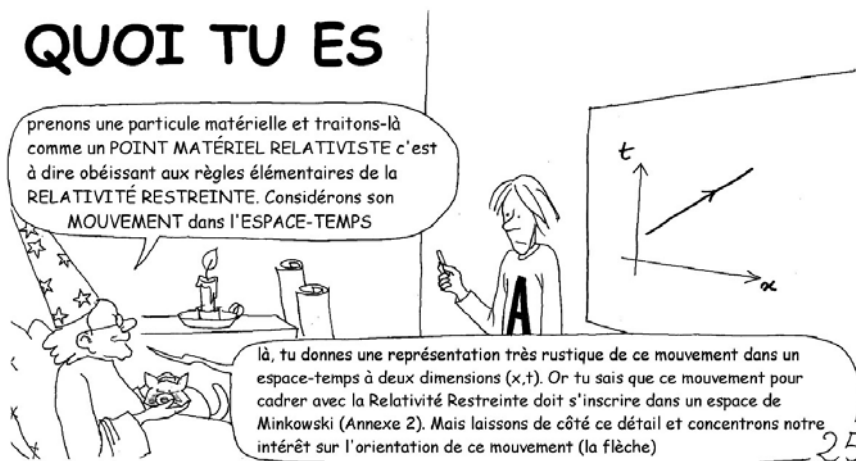 QUOI TU ES
prenons une particule matérielle et traitons-là
comme un POINT MATÉRIEL RELATIVISTE c'est
à dire obéissant aux règles élémentaires de la
RELATIVITÉ RESTREINTE. Considérons son
MOUVEMENT dans l'ESPACE-TEMPS
t
x
A
là, tu donnes une représentation très rustique de ce mouvement dans un
espace-temps à deux dimensions (x,t). Or tu sais que ce mouvement pour
cadrer avec la Relativité Restreinte doit s'inscrire dans un espace de
Minkowski (Annexe 2). Mais laissons de côté ce détail et concentrons notre
intérêt sur l'orientation de ce mouvement (la flèche)
25